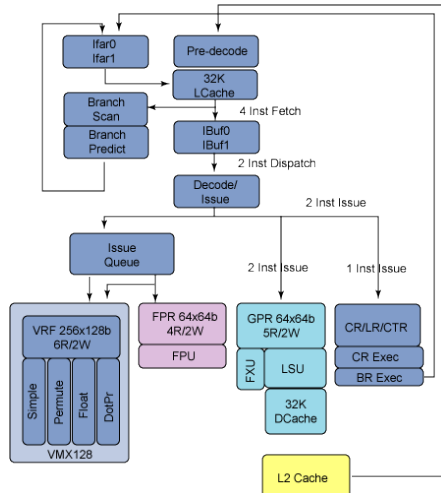 Ifar0
Ifar1
Pre-decode
32K
LCache
Branch
Scan
Branch
Predict
4 Inst Fetch
IBuf0
IBuf1
2 Inst Dispatch
Decode/
Issue
2 Inst Issue
Issue
Queue
2 Inst Issue
1 Inst Issue
VRF 256x128b
6R/2W
Simple
Permute
Float
DotPr
VMX128
FPR 64x64b
4R/2W
FPU
GPR 64x64b
5R/2W
FXU
LSU
32K
DCache
CR/LR/CTR
CR Exec
BR Exec
L2 Cache